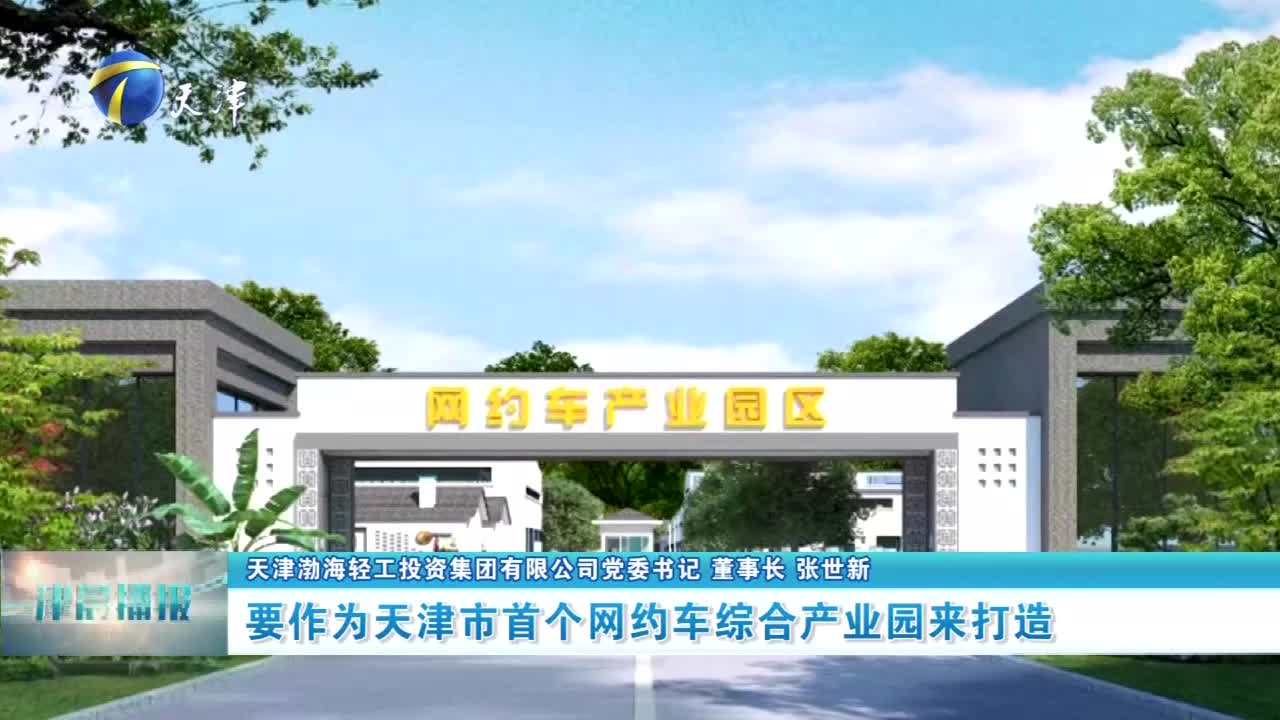 天津
网约车产业园区
天津渤海轻工投资集团有限公司党委书记 董事长 张世新
津晨播报
要作为天津市首个网约车综合产业园来打造